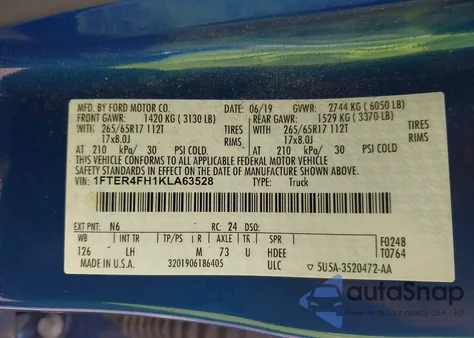 MFD. BY FORD MOTOR CO. 06/19 GVWR: 2744 KG (6050 LB)
FRONT GAWR: 1420 KG (3130 LB) REAR GAWR: 1529 KG (3370 LB)
WITH 265/65R17 112T TIRES WITH 265/65R17 112T TIRES
17x8.0J RIMS 17x8.0J RIMS
AT 210 kPa/ 30 PSI COLD AT 210 kPa/ 30 PSI COLD
THIS VEHICLE CONFORMS TO ALL APPLICABLE FEDERAL MOTOR VEHICLE
SAFETY STANDARDS IN EFFECT ON THE DATE OF MANUFACTURE SHOWN ABOVE.
VIN: 1FTER4FH1KLA63528 TYPE: Truck
EXT PNT: N6 RC: 24 DSO:
WB INT TR TP/PS R AXLE TR SPR F0248
126 LH M 73 U HDEE T0764
MADE IN U.S.A. 3201906186405 ULC 5U5A-3520472-AA
autoSnap